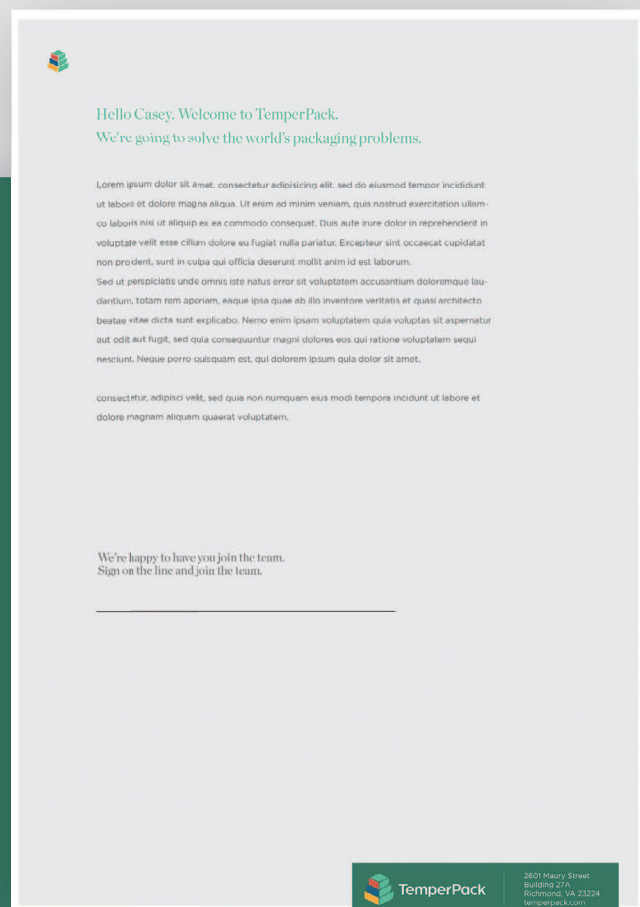 Hello Casey. Welcome to TemperPack.
We're going to solve the world's packaging problems.
Lorem ipsum dolor sit amet, consectetur adipisicing elit, sed do eiusmod tempor incididunt
ut labore et dolore magna aliqua. Ut enim ad minim veniam, quis nostrud exercitation ullam-
co laboris nisi ut aliquip ex ea commodo consequat. Duis aute irure dolor in reprehenderit in
voluptate velit esse cillum dolore eu fugiat nulla pariatur. Excepteur sint occaecat cupidatat
non proident, sunt in culpa qui officia deserunt mollit anim id est laborum.
Sed ut perspiciatis unde omnis iste natus error sit voluptatem accusantium doloremque lau-
dantium, totam rem aperiam, eaque ipsa quae ab illo inventore veritatis et quasi architecto
beatae vitae dicta sunt explicabo. Nemo enim ipsam voluptatem quia voluptas sit aspernatur
aut odit aut fugit, sed quia consequuntur magni dolores eos qui ratione voluptatem sequi
nesciunt. Neque porro quisquam est, qui dolorem ipsum quia dolor sit amet,
consectetur, adipisci velit, sed quia non numquam eius modi tempora incidunt ut labore et
dolore magnam aliquam quaerat voluptatem.
We're happy to have you join the team.
Sign on the line and join the team.
TemperPack
2601 Maury Street
Building 27A
Richmond, VA 23224
temperpack.com